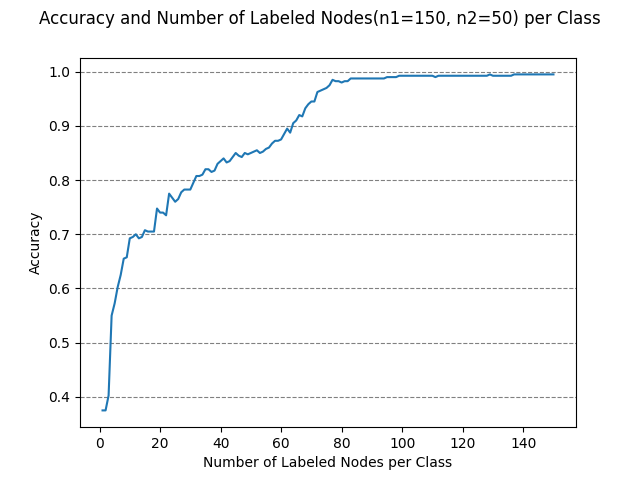 Accuracy and Number of Labeled Nodes(n1=150, n2=50) per Class
1.0
0.9
0.8
0.7
0.6
0.5
0.4
Accuracy
0 20 40 60 80 100 120 140
Number of Labeled Nodes per Class